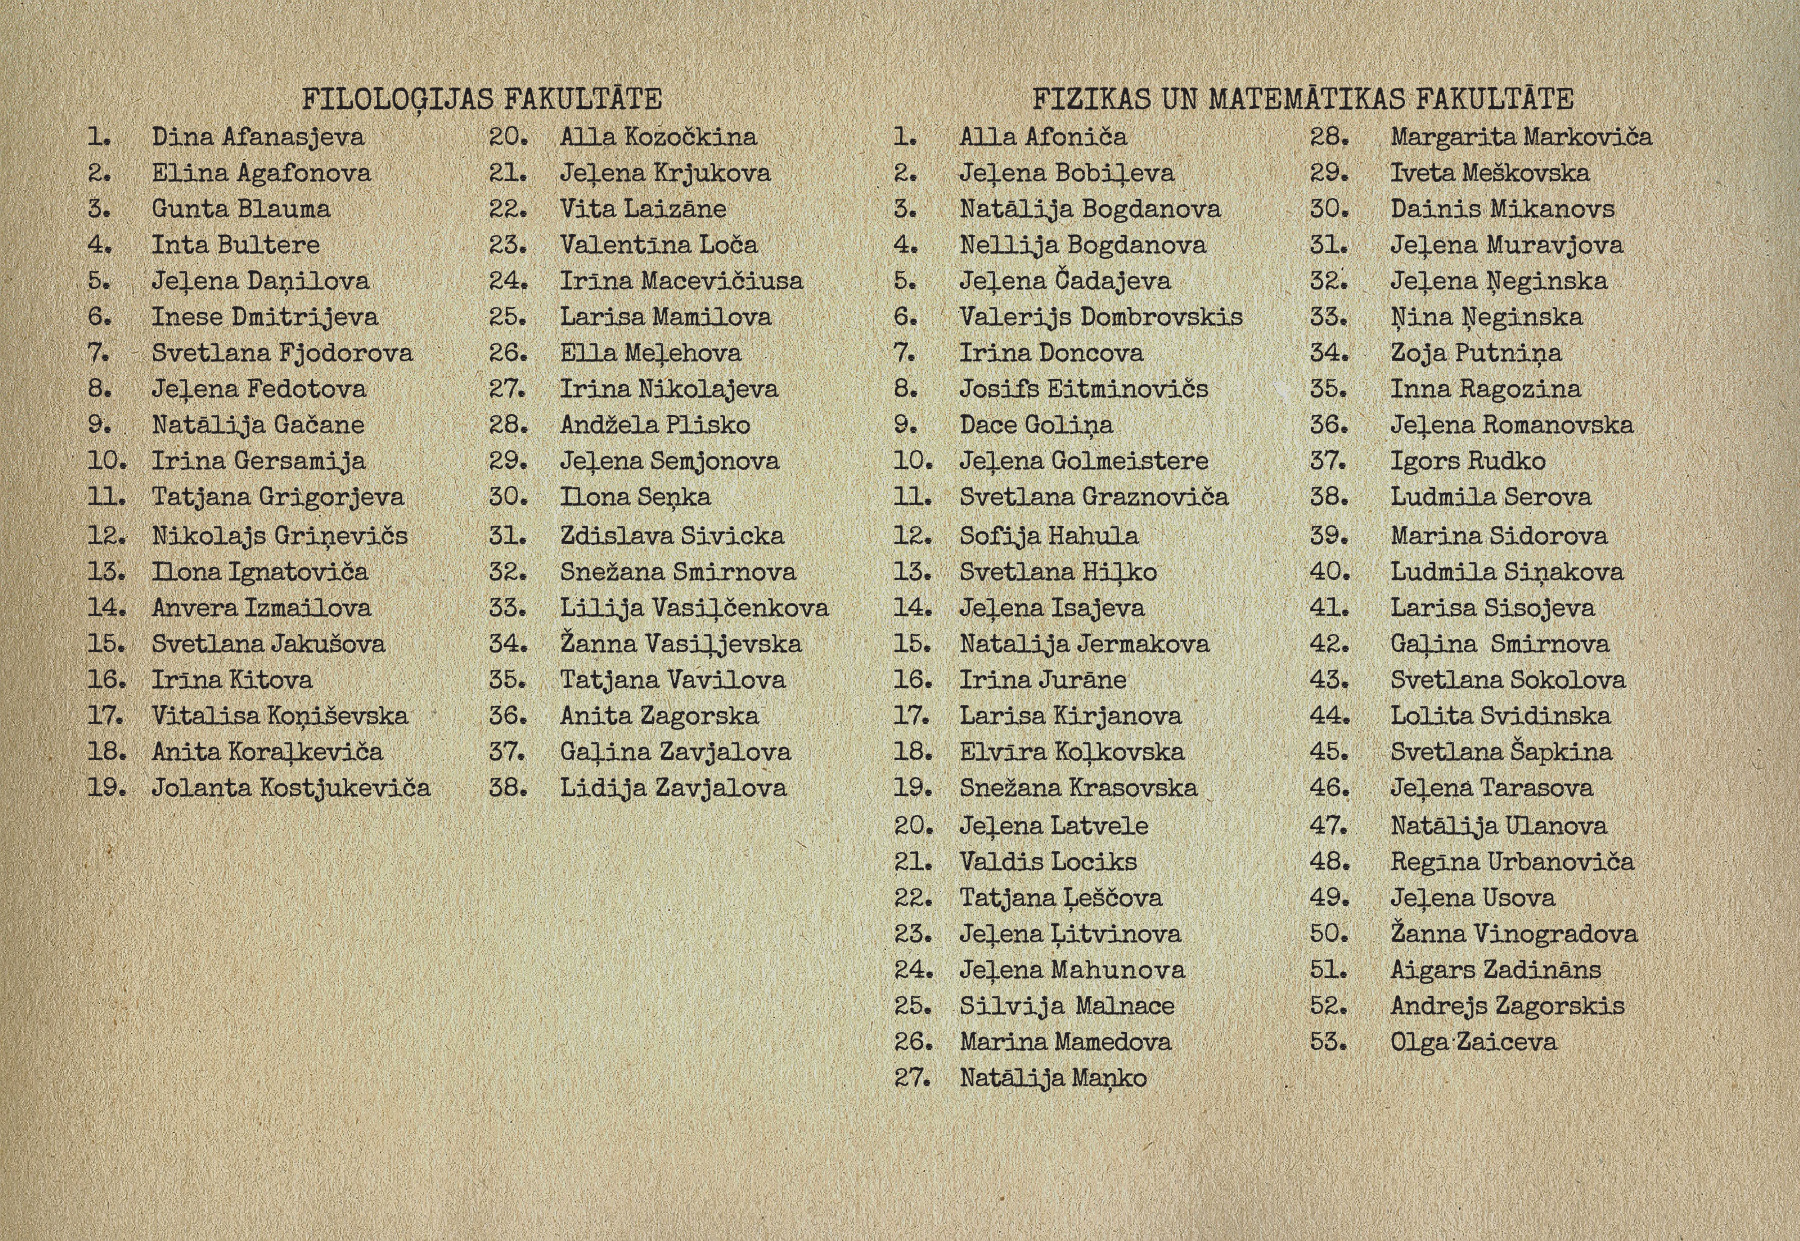 FILOLOĢIJAS FAKULTĀTE
1. Dina Afanasjeva
2. Elina Agafonova
3. Gunta Blauma
4. Inta Bultere
5. Jeļena Daņilova
6. Inese Dmitrijeva
7. Svetlana Fjodorova
8. Jeļena Fedotova
9. Natālija Gačane
10. Irina Gersamija
11. Tatjana Grigorjeva
12. Nikolajs Griņevičs
13. Ilona Ignatoviča
14. Anvera Izmailova
15. Svetlana Jakušova
16. Irīna Kitova
17. Vitalisa Koņiševska
18. Anita Koraļkeviča
19. Jolanta Kostjukeviča
20. Alla Kozočkina
21. Jeļena Krjukova
22. Vita Laizāne
23. Valentīna Loča
24. Irīna Macevičiusa
25. Larisa Mamilova
26. Ella Meļehova
27. Irina Nikolajeva
28. Andžela Plisko
29. Jeļena Semjonova
30. Ilona Seņka
31. Zdislava Sivicka
32. Snežana Smirnova
33. Lilija Vasiļčenkova
34. Žanna Vasiļjevska
35. Tatjana Vavilova
36. Anita Zagorska
37. Gaļina Zavjalova
38. Lidija Zavjalova
FIZIKAS UN MATEMĀTIKAS FAKULTĀTE
1. Alla Afoniča
2. Jeļena Bobiļeva
3. Natālija Bogdanova
4. Nellija Bogdanova
5. Jeļena Čadajeva
6. Valerijs Dombrovskis
7. Irina Doncova
8. Josifs Eitminovičs
9. Dace Goliņa
10. Jeļena Golmeistere
11. Svetlana Graznoviča
12. Sofija Hahula
13. Svetlana Hiļko
14. Jeļena Isajeva
15. Natalija Jermakova
16. Irina Jurāne
17. Larisa Kirjanova
18. Elvīra Koļkovska
19. Snežana Krasovska
20. Jeļena Latvele
21. Valdis Lociks
22. Tatjana Ļeščova
23. Jeļena Ļitvinova
24. Jeļena Mahunova
25. Silvija Malnace
26. Marina Mamedova
27. Natālija Maņko
28. Margarita Markoviča
29. Iveta Meškovska
30. Dainis Mikanovs
31. Jeļena Muravjova
32. Jeļena Ņeginska
33. Ņina Ņeginska
34. Zoja Putniņa
35. Inna Ragozina
36. Jeļena Romanovska
37. Igors Rudko
38. Ludmila Serova
39. Marina Sidorova
40. Ludmila Siņakova
41. Larisa Sisojeva
42. Gaļina Smirnova
43. Svetlana Sokolova
44. Lolita Svidinska
45. Svetlana Šapkina
46. Jeļena Tarasova
47. Natālija Ulanova
48. Regīna Urbanoviča
49. Jeļena Usova
50. Žanna Vinogradova
51. Aigars Zadināns
52. Andrejs Zagorskis
53. Olga Zaiceva